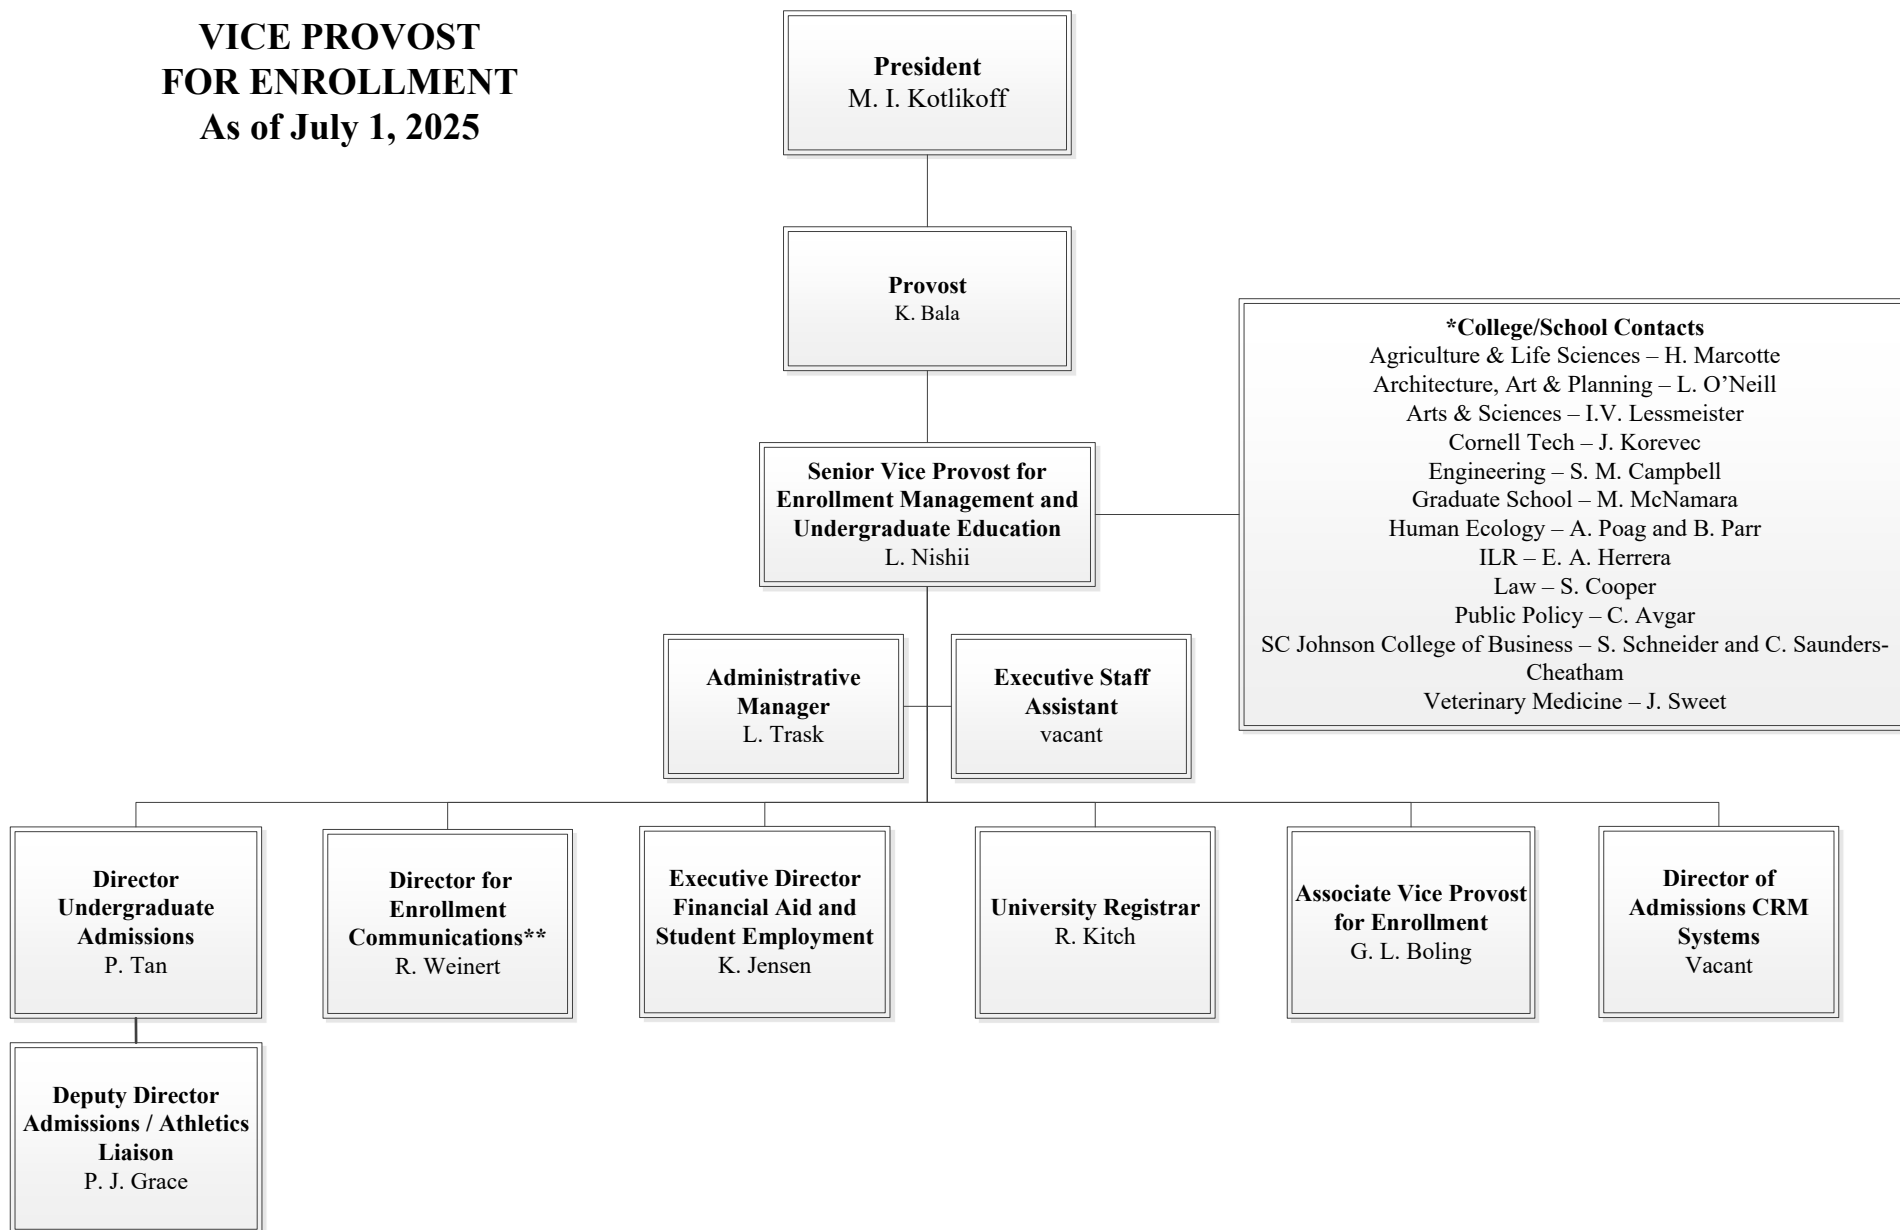 VICE PROVOST
FOR ENROLLMENT
As of July 1, 2025
President
M. I. Kotlikoff
Provost
K. Bala
*College/School Contacts
Agriculture & Life Sciences – H. Marcotte
Architecture, Art & Planning – L. O’Neill
Arts & Sciences – I.V. Lessmeister
Cornell Tech – J. Korevec
Engineering – S. M. Campbell
Graduate School – M. McNamara
Human Ecology – A. Poag and B. Parr
ILR – E. A. Herrera
Law – S. Cooper
Public Policy – C. Avgar
SC Johnson College of Business – S. Schneider and C. Saunders-
Cheatham
Veterinary Medicine – J. Sweet
Senior Vice Provost for
Enrollment Management and
Undergraduate Education
L. Nishii
Administrative
Manager
L. Trask
Executive Staff
Assistant
vacant
Director
Undergraduate
Admissions
P. Tan
Director for
Enrollment
Communications**
R. Weinert
Executive Director
Financial Aid and
Student Employment
K. Jensen
University Registrar
R. Kitch
Associate Vice Provost
for Enrollment
G. L. Boling
Director of
Admissions CRM
Systems
Vacant
Deputy Director
Admissions / Athletics
Liaison
P. J. Grace